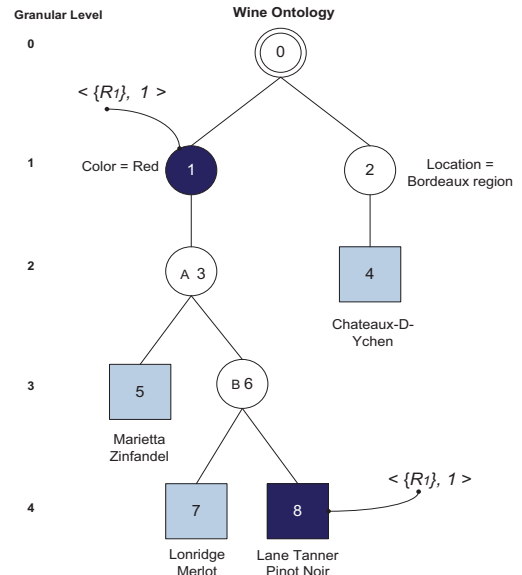 Granular Level
Wine Ontology
0
0
< {R1}, 1 >
1
Color = Red
1
2
Location =
Bordeaux region
2
A 3
4
Chateaux-D-
Ychen
3
5
B 6
Marietta
Zinfandel
< {R1}, 1 >
4
7
8
Lonridge
Merlot
Lane Tanner
Pinot Noir